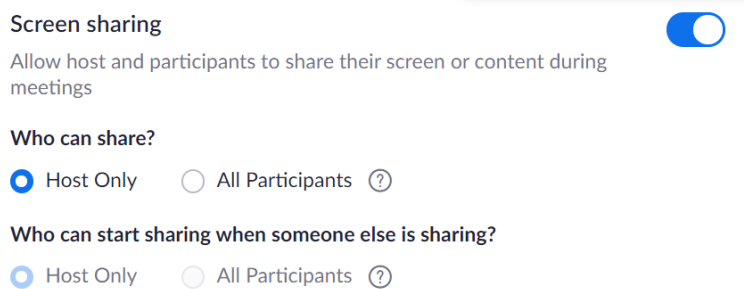 Screen sharing
Allow host and participants to share their screen or content during
meetings
Who can share?
Host Only All Participants ?
Who can start sharing when someone else is sharing?
Host Only All Participants ?